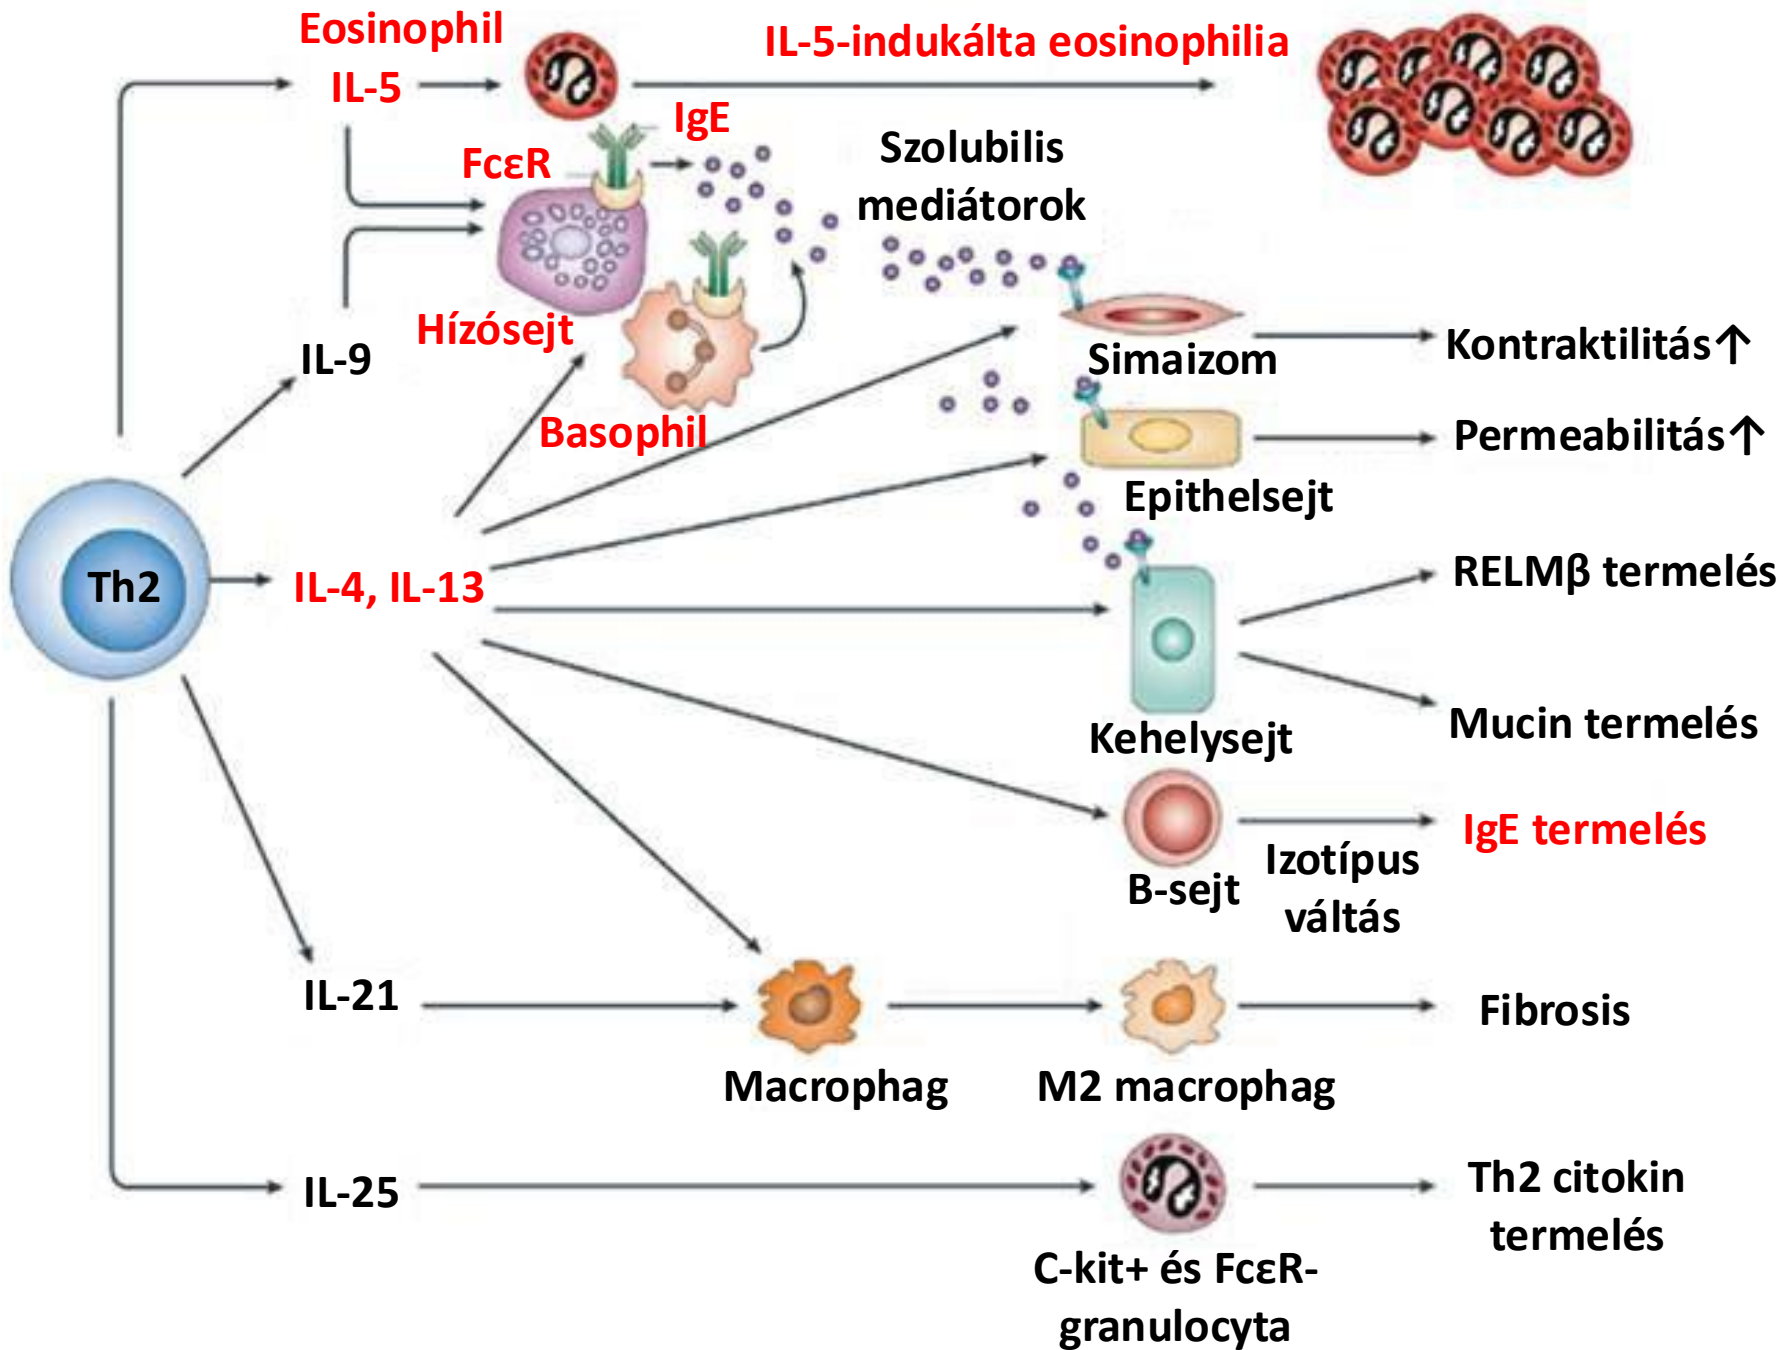 Eosinophil
IL-5
IL-5-indukálta eosinophilia
IgE
FcεR
Szolubilis
mediátorok
Hízósejt
IL-9
Basophil
Simaizom
Kontraktilitás↑
Permeabilitás↑
Epithelsejt
Th2
IL-4, IL-13
RELMβ termelés
Kehelysejt
Mucin termelés
B-sejt
Izotípus
váltás
IgE termelés
IL-21
Macrophag
M2 macrophag
Fibrosis
IL-25
C-kit+ és FcεR-
granulocyta
Th2 citokin
termelés